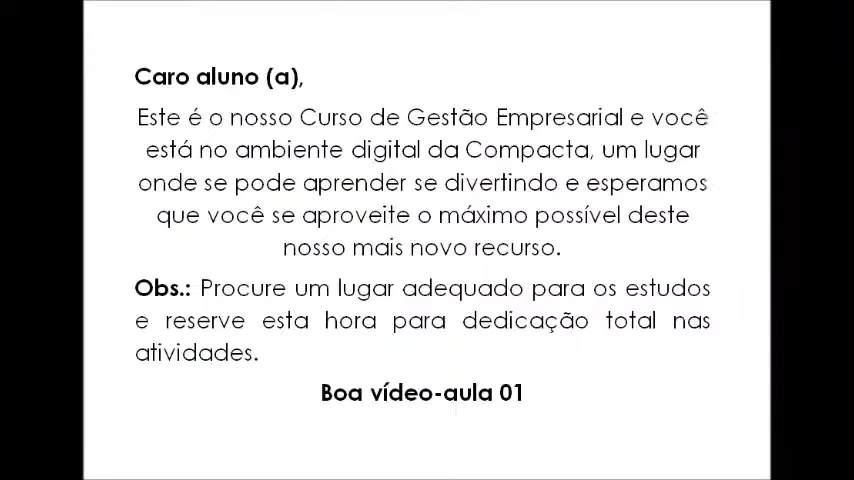 Caro aluno (a),
Este é o nosso Curso de Gestão Empresarial e você
está no ambiente digital da Compacta, um lugar
onde se pode aprender se divertindo e esperamos
que você se aproveite o máximo possível deste
nosso mais novo recurso.
Obs.: Procure um lugar adequado para os estudos
e reserve esta hora para dedicação total nas
atividades.
Boa vídeo-aula 01